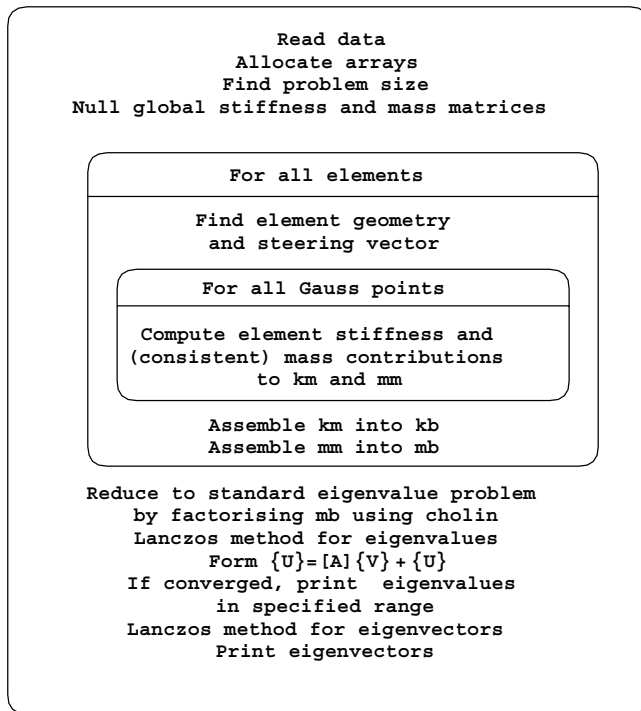 Read data
Allocate arrays
Find problem size
Null global stiffness and mass matrices
For all elements
Find element geometry
and steering vector
For all Gauss points
Compute element stiffness and
(consistent) mass contributions
to km and mm
Assemble km into kb
Assemble mm into mb
Reduce to standard eigenvalue problem
by factorising mb using cholin
Lanczos method for eigenvalues
Form {U}=[A]{V}+{U}
If converged, print eigenvalues
in specified range
Lanczos method for eigenvectors
Print eigenvectors